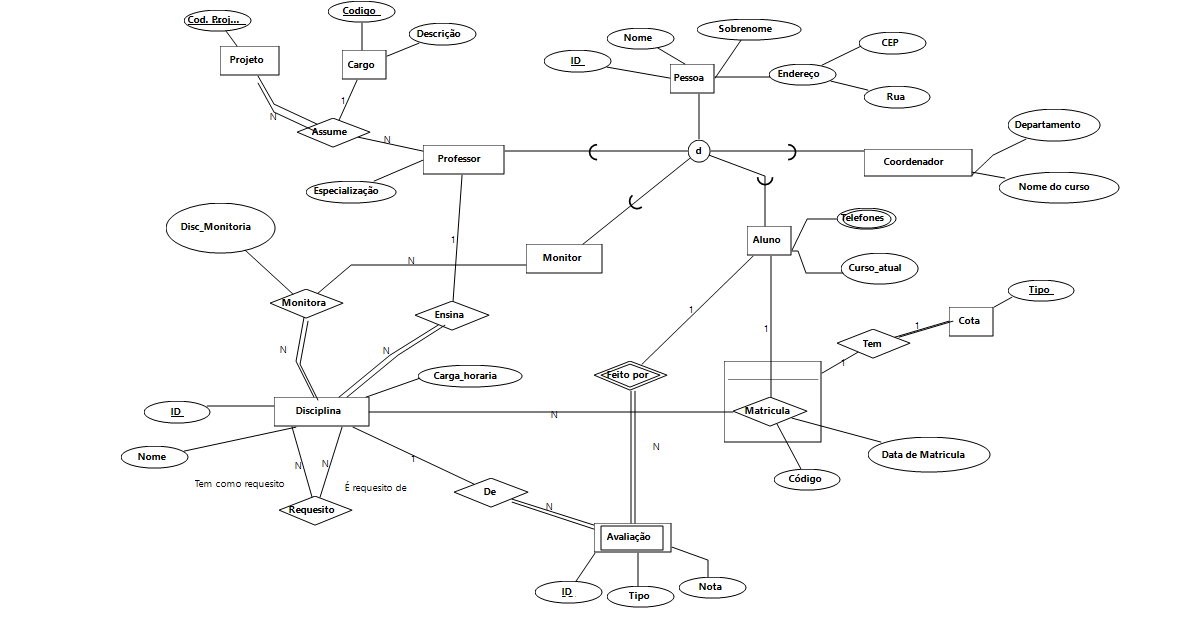 Cod. Proj...
Codigo
Descrição
Projeto
Cargo
1
N
Assume
N
Professor
Especialização
ID
Nome
Sobrenome
Pessoa
Endereço
CEP
Rua
d
Coordenador
Departamento
Nome do curso
Disc_Monitoria
Monitor
Aluno
Telefones
Curso_atual
N
1
Monitora
Ensina
N
N
Tipo
Cota
1
Tem
1
1
1
Feito por
Carga_horaria
ID
Disciplina
N
Matricula
Nome
N
Data de Matricula
Código
N
N
Tem como requesito
É requesito de
1
Requesito
De
N
Avaliação
ID
Tipo
Nota